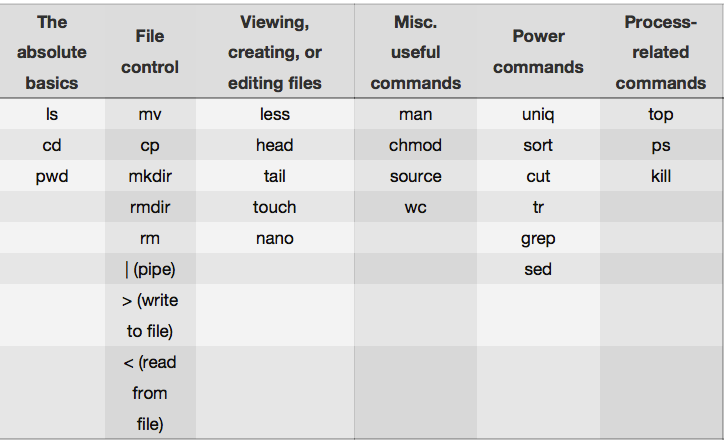 The absolute basics | File control | Viewing, creating, or editing files | Misc. useful commands | Power commands | Process-related commands
ls | mv | less | man | uniq | top
cd | cp | head | chmod | sort | ps
pwd | mkdir | tail | source | cut | kill
rmdir | touch | wc | tr
rm | nano | grep
| (pipe) | sed
> (write to file)
< (read from file)